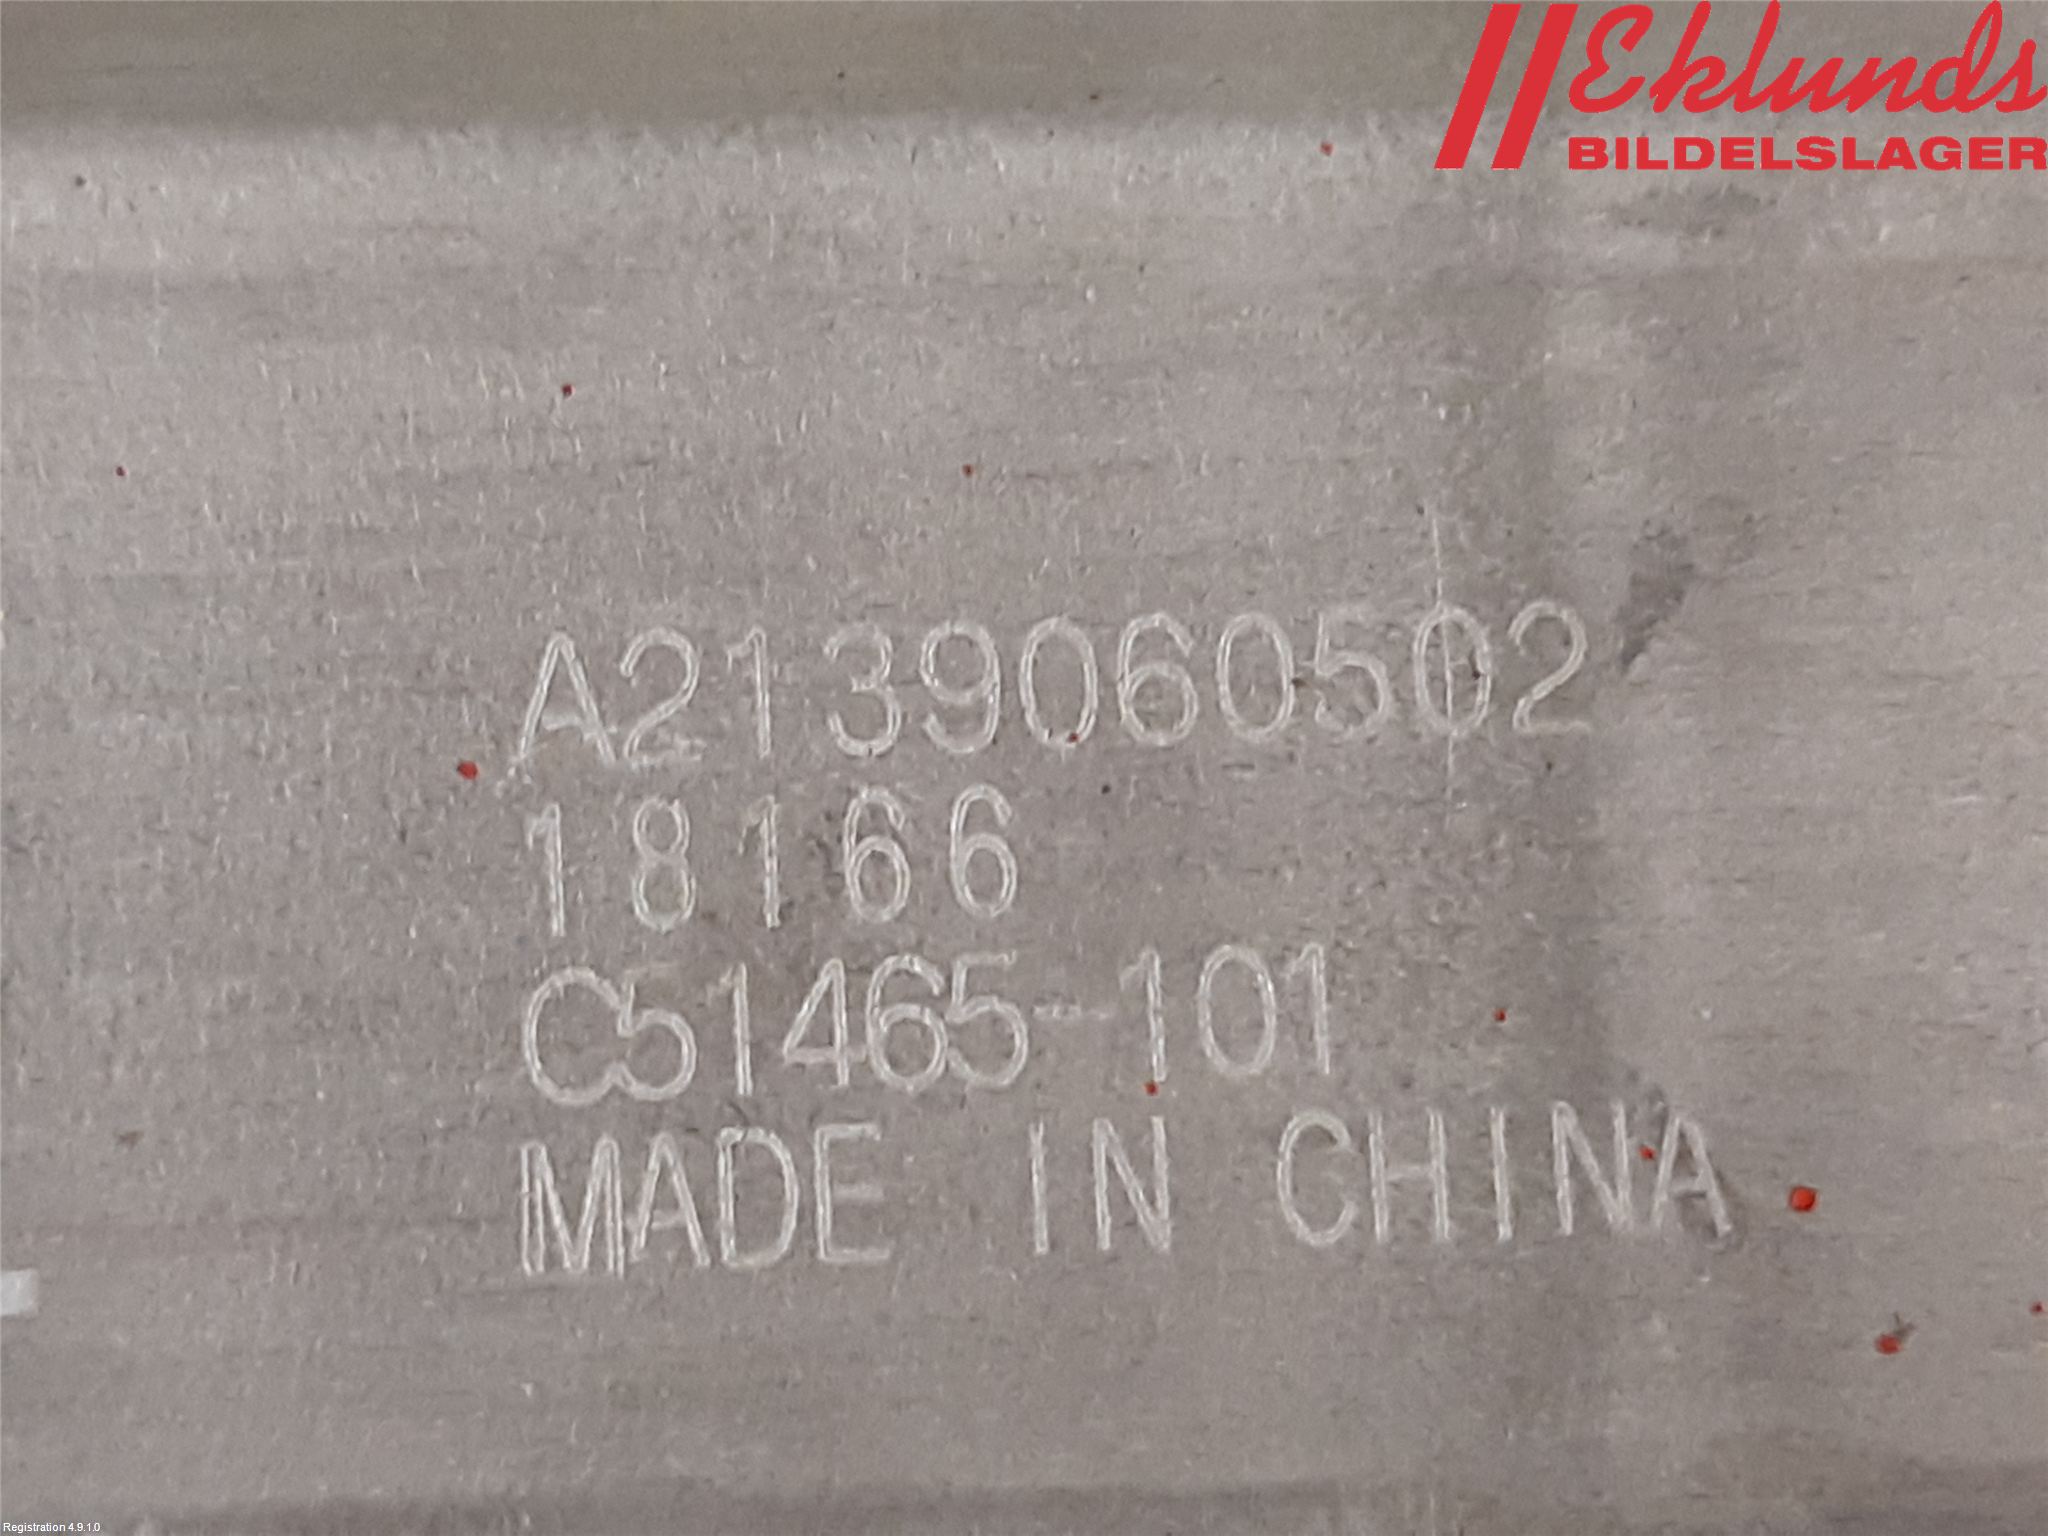 Eklunds
BILDELSLAGER
A2139060502
18166
C51465-101
MADE IN CHINA
Registration 4.9.1.0